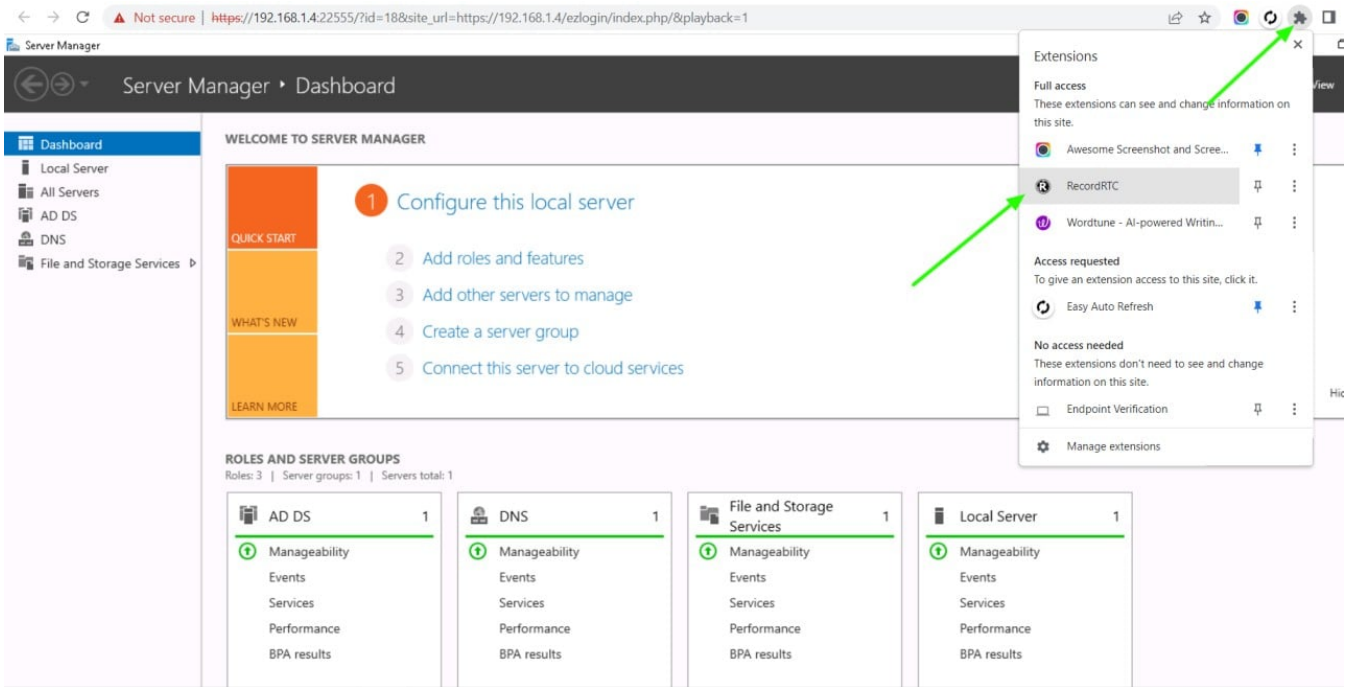 Not secure | https://192.168.1.4:22555/?id=18&site_url=https://192.168.1.4/ezlogin/index.php/&playback=1
Server Manager
Server Manager • Dashboard
View
Dashboard
Local Server
All Servers
AD DS
DNS
File and Storage Services
WELCOME TO SERVER MANAGER
QUICK START
WHAT'S NEW
LEARN MORE
1 Configure this local server
2 Add roles and features
3 Add other servers to manage
4 Create a server group
5 Connect this server to cloud services
Hid
Extensions
Full access
These extensions can see and change information on
this site.
Awesome Screenshot and Scree...
RecordRTC
Wordtune - AI-powered Writin...
Access requested
To give an extension access to this site, click it.
Easy Auto Refresh
No access needed
These extensions don't need to see and change
information on this site.
Endpoint Verification
Manage extensions
ROLES AND SERVER GROUPS
Roles: 3 | Server groups: 1 | Servers total: 1
AD DS 1
Manageability
Events
Services
Performance
BPA results
DNS 1
Manageability
Events
Services
Performance
BPA results
File and Storage
Services 1
Manageability
Events
Services
Performance
BPA results
Local Server 1
Manageability
Events
Services
Performance
BPA results